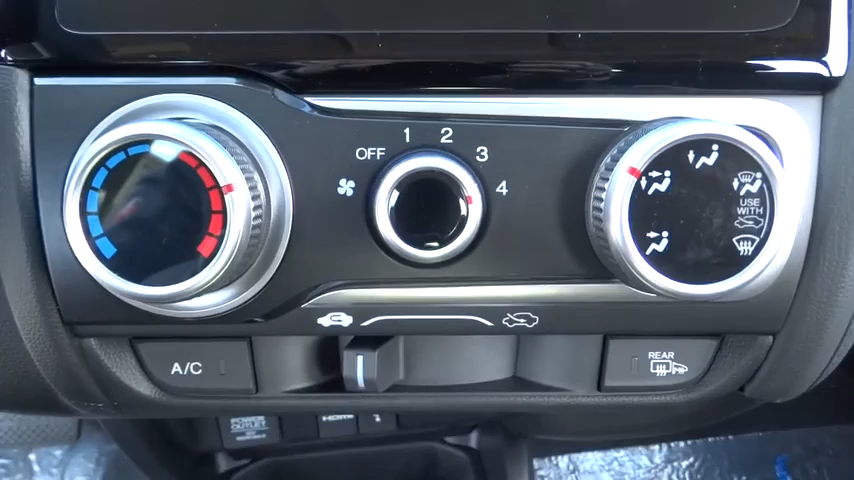 OFF 1 2 3 4
USE
WITH
A/C
REAR
POWER
OUTLET
HDMI